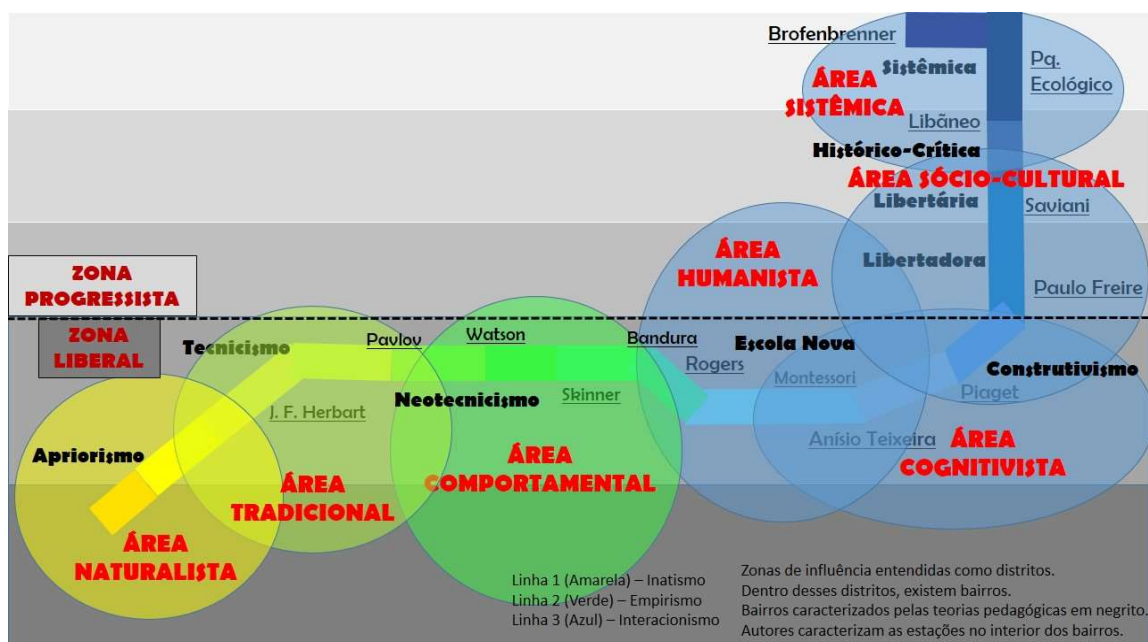 Brofenbrenner
Sistêmica
Pq.
Ecológico
ÁREA
SISTÊMICA
Libâneo
Histórico-Crítica
ÁREA SÓCIO-CULTURAL
Libertária
Saviani
ÁREA
HUMANISTA
Libertadora
Paulo Freire
ZONA
PROGRESSISTA
ZONA
LIBERAL
Tecnicismo
Pavlov
Watson
Bandura
Escola Nova
Rogers
Montessori
Construtivismo
Piaget
J. F. Herbart
Neotecnicismo
Skinner
Anísio Teixeira
ÁREA
COGNITIVISTA
Apriorismo
ÁREA
COMPORTAMENTAL
ÁREA
TRADICIONAL
ÁREA
NATURALISTA
Linha 1 (Amarela) – Inatismo
Linha 2 (Verde) – Empirismo
Linha 3 (Azul) – Interacionismo
Zonas de influência entendidas como distritos.
Dentro desses distritos, existem bairros.
Bairros caracterizados pelas teorias pedagógicas em negrito.
Autores caracterizam as estações no interior dos bairros.